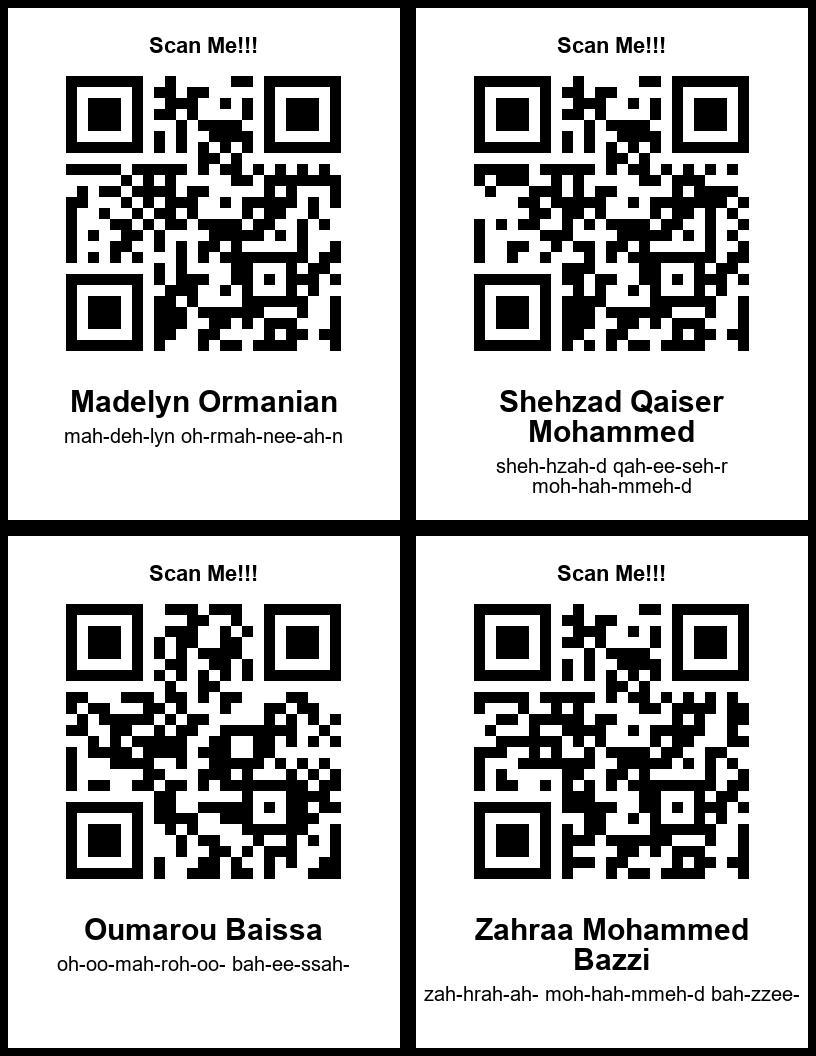 Scan Me!!!
Madelyn Ormanian
mah-deh-lyn oh-rmah-nee-ah-n
Scan Me!!!
Shehzad Qaiser
Mohammed
sheh-hzah-d qah-ee-seh-r
moh-hah-mmeh-d
Scan Me!!!
Oumarou Baissa
oh-oo-mah-roh-oo- bah-ee-ssah-
Scan Me!!!
Zahraa Mohammed
Bazzi
zah-hrah-ah- moh-hah-mmeh-d bah-zzee-